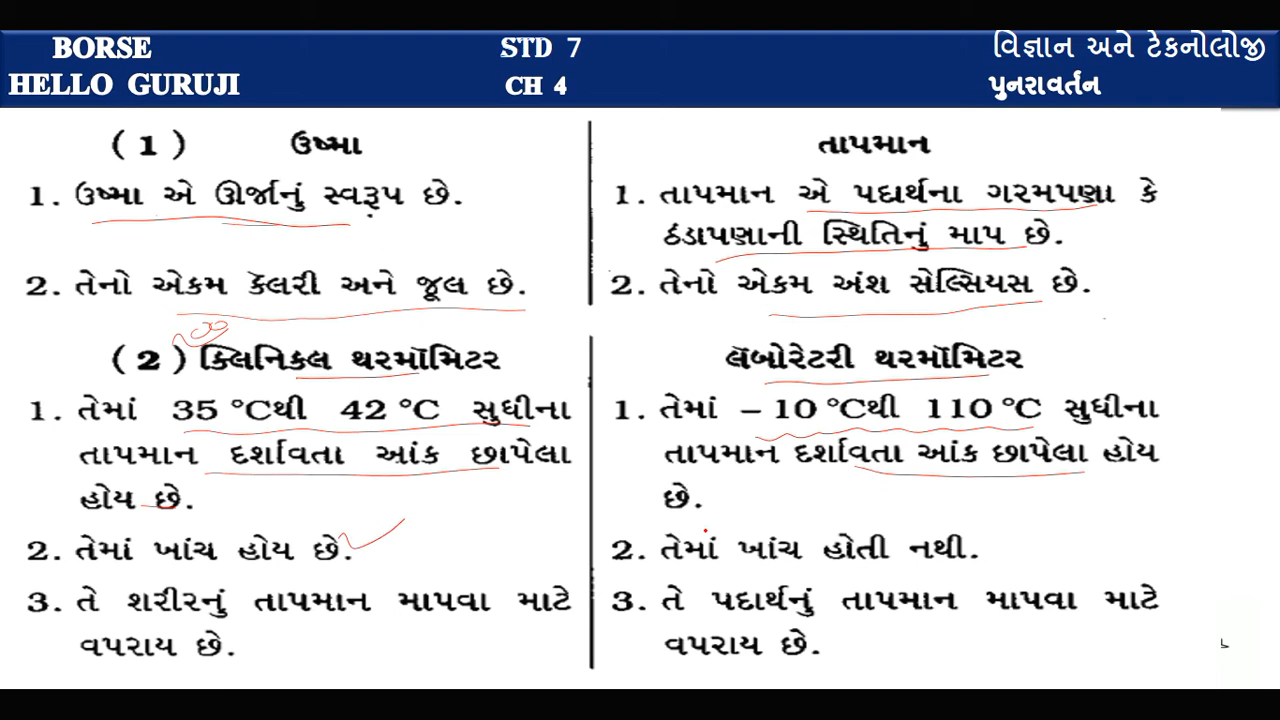 BORSE
HELLO GURUJI
STD 7
CH 4
વિજ્ઞાન અને ટેકનોલોજી
પુનરાવર્તન
( 1 ) ઉષ્મા
1. ઉષ્મા એ ઊર્જાનું સ્વરૂપ છે.
2. તેનો એકમ કૅલરી અને જૂલ છે.
તાપમાન
1. તાપમાન એ પદાર્થના ગરમપણા કે
ઠંડાપણાની સ્થિતિનું માપ છે.
2. તેનો એકમ અંશ સેલ્સિયસ છે.
( 2 ) ક્લિનિકલ થરમૉમિટર
1. તેમાં 35 °Cથી 42 °C સુધીના
તાપમાન દર્શાવતા આંક છાપેલા
હોય છે.
2. તેમાં ખાંચ હોય છે.
3. તે શરીરનું તાપમાન માપવા માટે
વપરાય છે.
લૅબોરેટરી થરમૉમિટર
1. તેમાં – 10 °Cથી 110 °C સુધીના
તાપમાન દર્શાવતા આંક છાપેલા હોય
છે.
2. તેમાં ખાંચ હોતી નથી.
3. તે પદાર્થનું તાપમાન માપવા માટે
વપરાય છે.